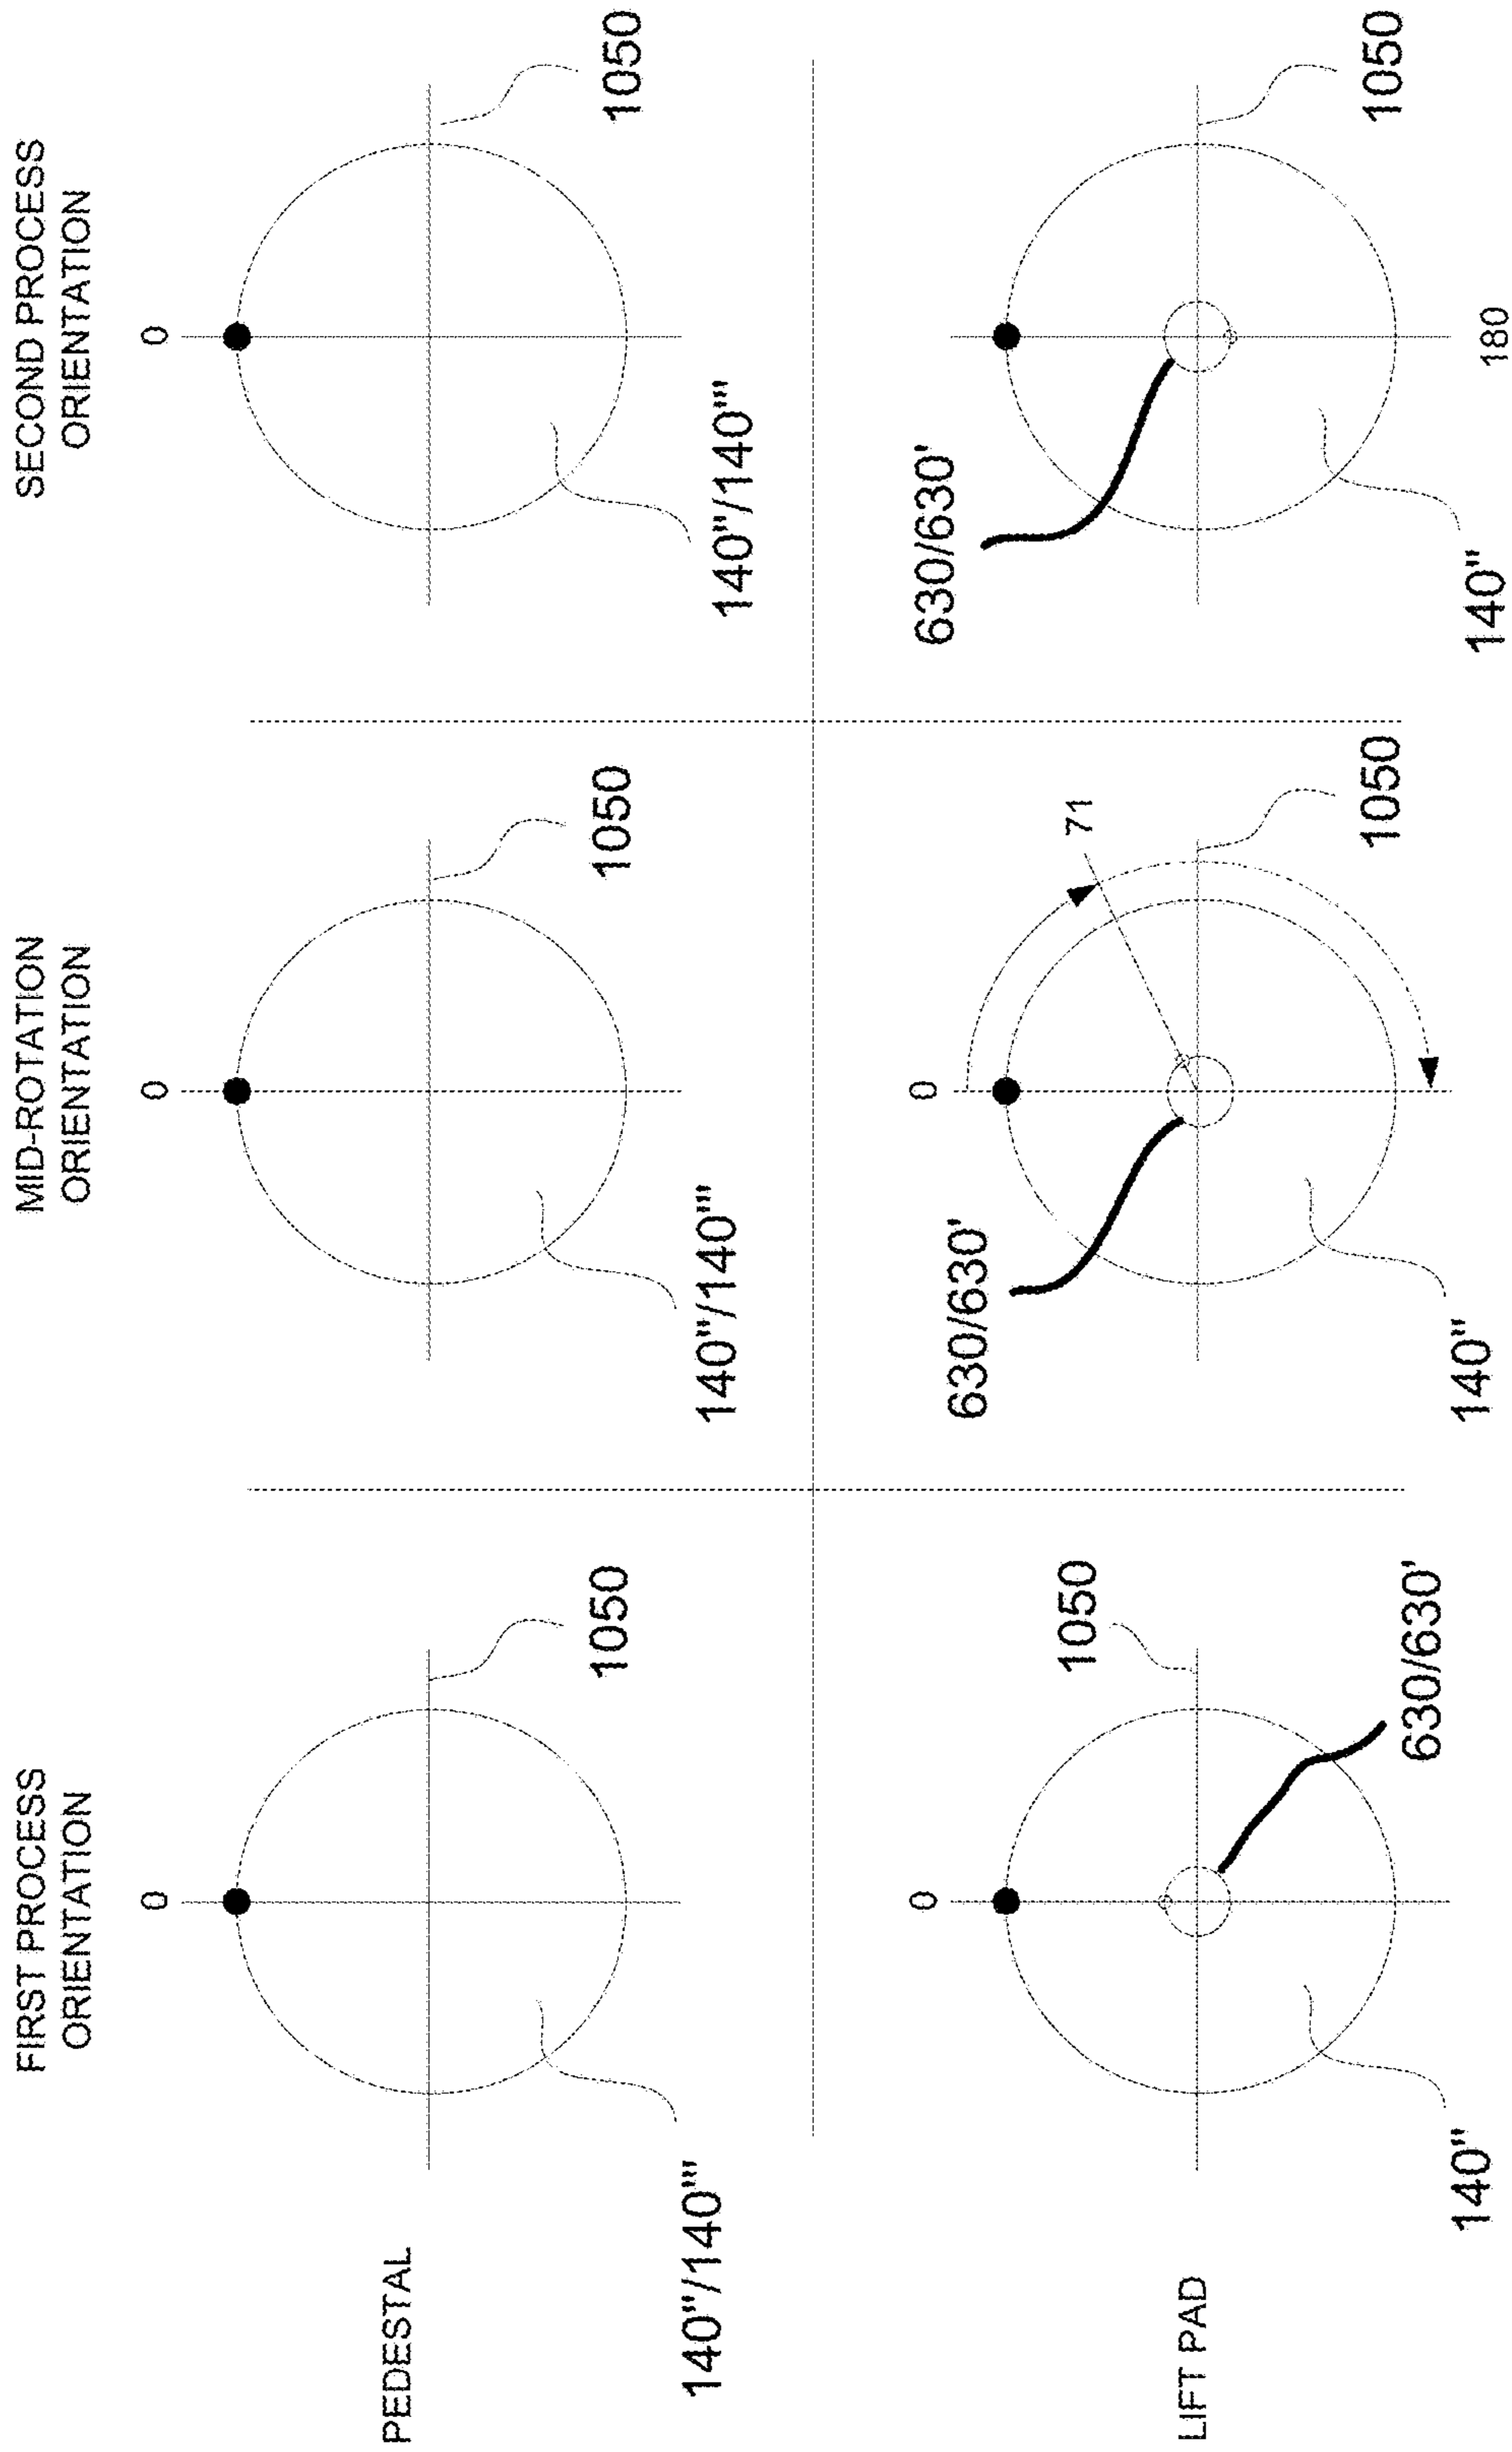 FIRST PROCESS
ORIENTATION
MID-ROTATION
ORIENTATION
SECOND PROCESS
ORIENTATION
0
0
0
PEDESTAL
1050
1050
1050
140"/140"'
140"/140"'
140"/140"'
0
630/630'
0
630/630'
1050
71
LIFT PAD
630/630'
1050
1050
140"
140"
140"
180